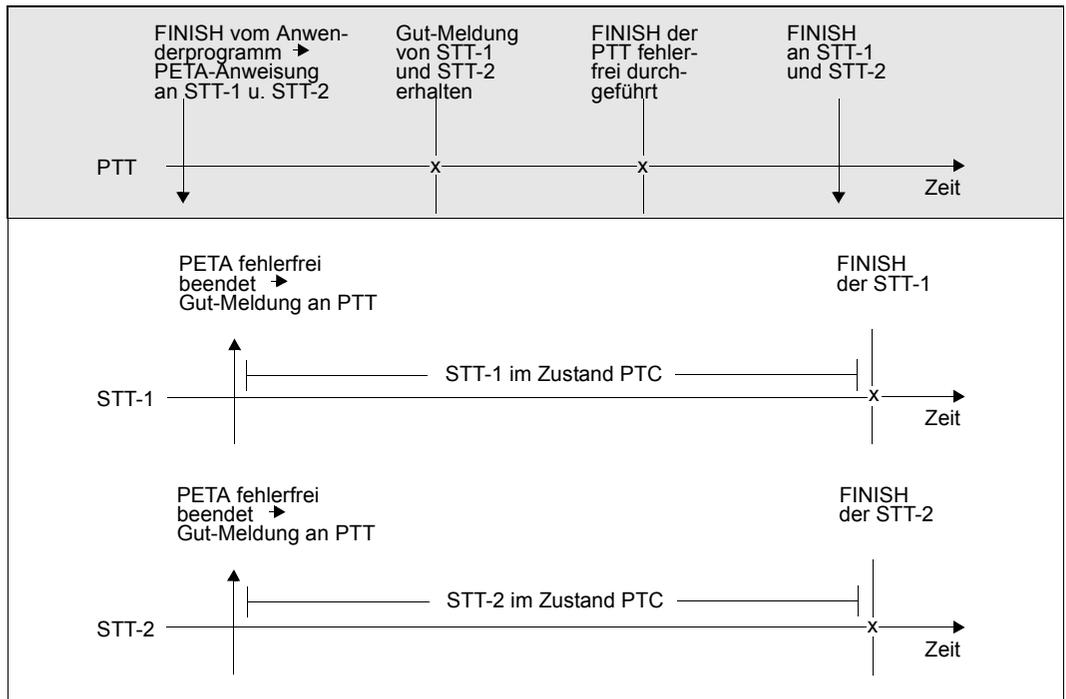 FINISH vom Anwen-
derprogramm →
PETA-Anweisung
an STT-1 u. STT-2
Gut-Meldung
von STT-1
und STT-2
erhalten
FINISH der
PTT fehler-
frei durch-
geführt
FINISH
an STT-1
und STT-2
PTT
x
x
Zeit
PETA fehlerfrei
beendet →
Gut-Meldung an PTT
FINISH
der STT-1
STT-1 im Zustand PTC
STT-1
x
Zeit
PETA fehlerfrei
beendet →
Gut-Meldung an PTT
FINISH
der STT-2
STT-2 im Zustand PTC
STT-2
x
Zeit